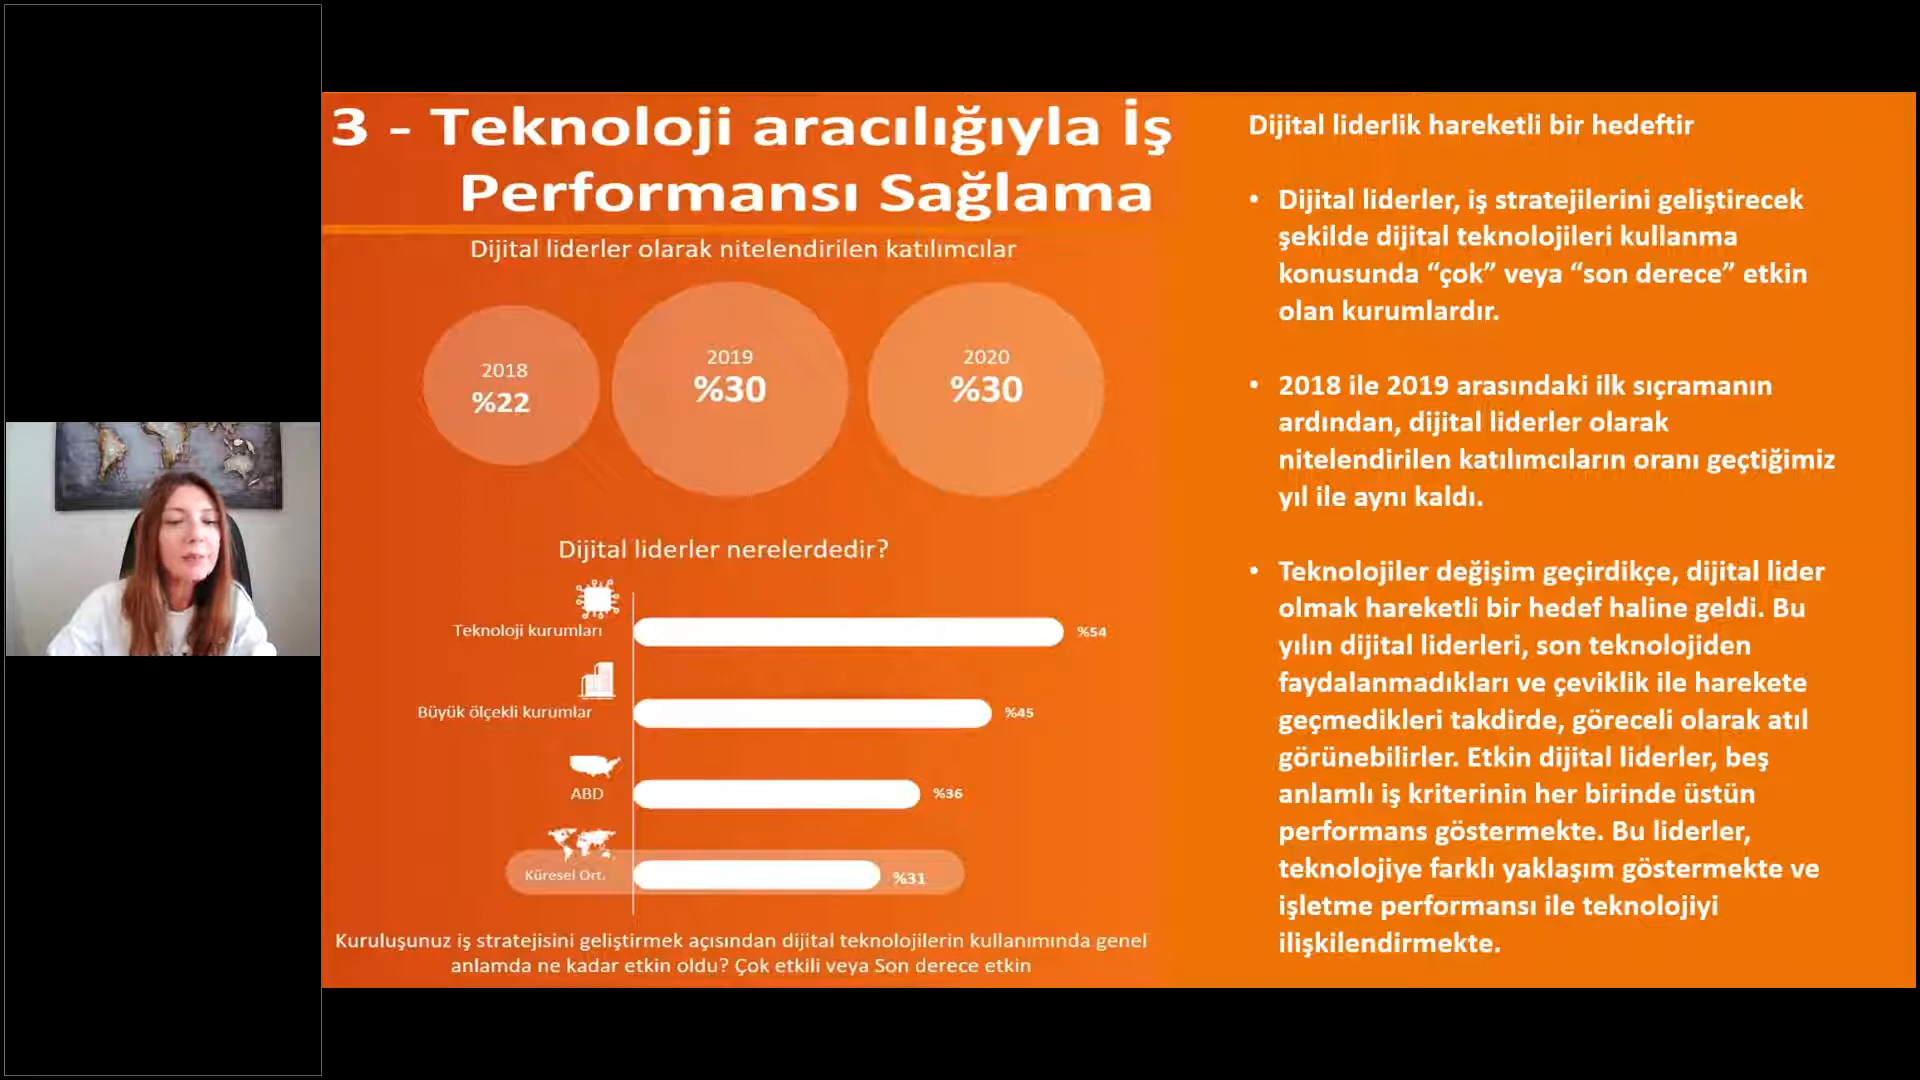 3 - Teknoloji aracılığıyla İş
Performansı Sağlama
Dijital liderler olarak nitelendirilen katılımcılar
2018
%22
2019
%30
2020
%30
Dijital liderler nerelerdedir?
Teknoloji kurumları
%54
Büyük ölçekli kurumlar
%45
ABD
%36
Küresel Ort.
%31
Kuruluşunuz iş stratejisini geliştirmek açısından dijital teknolojilerin kullanımında genel
anlamda ne kadar etkin oldu? Çok etkili veya Son derece etkin
Dijital liderlik hareketli bir hedeftir
• Dijital liderler, iş stratejilerini geliştirecek
şekilde dijital teknolojileri kullanma
konusunda “çok” veya “son derece” etkin
olan kurumlardır.
• 2018 ile 2019 arasındaki ilk sıçramanın
ardından, dijital liderler olarak
nitelendirilen katılımcıların oranı geçtiğimiz
yıl ile aynı kaldı.
• Teknolojiler değişim geçirdikçe, dijital lider
olmak hareketli bir hedef haline geldi. Bu
yılın dijital liderleri, son teknolojiden
faydalanmadıkları ve çeviklik ile harekete
geçmedikleri takdirde, göreceli olarak atıl
görünebilirler. Etkin dijital liderler, beş
anlamlı iş kriterinin her birinde üstün
performans göstermekte. Bu liderler,
teknolojiye farklı yaklaşım göstermekte ve
işletme performansı ile teknolojiyi
ilişkilendirmekte.